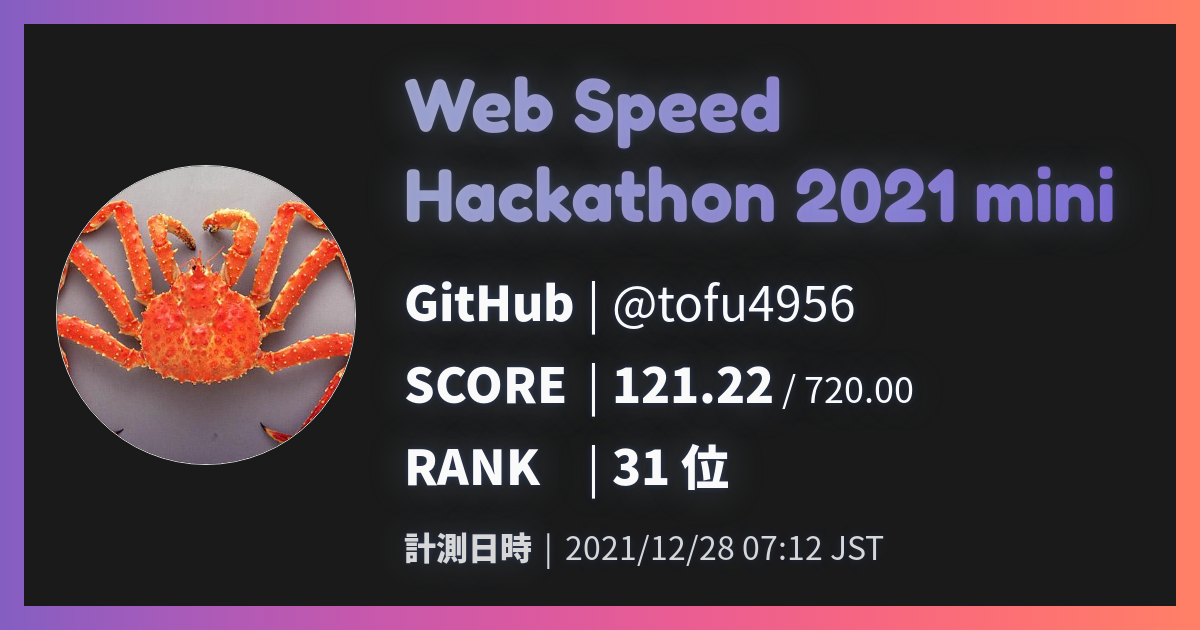 Web Speed
Hackathon 2021 mini
GitHub | @tofu4956
SCORE | 121.22 / 720.00
RANK | 31 位
計測日時 | 2021/12/28 07:12 JST